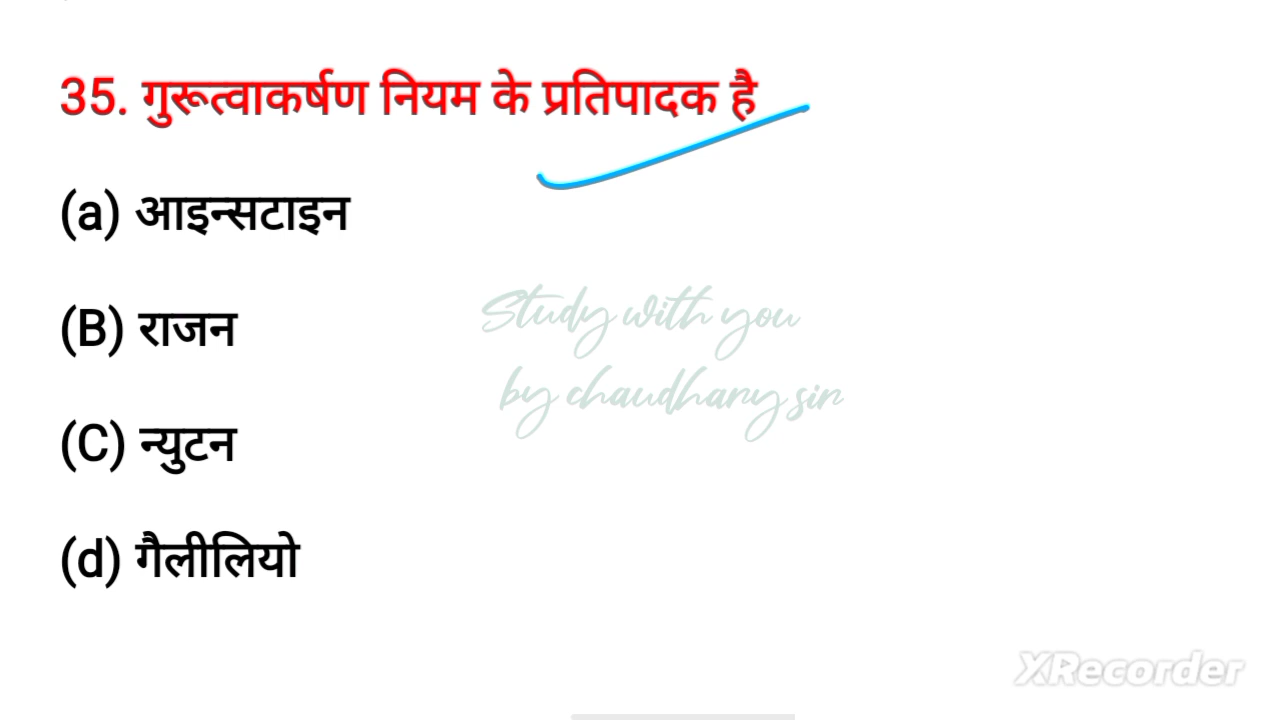 35. गुरूत्वाकर्षण नियम के प्रतिपादक है
(a) आइन्सटाइन
(B) राजन
Study with you
by chaudhary sir
(C) न्युटन
(d) गैलीलियो
XRecorder